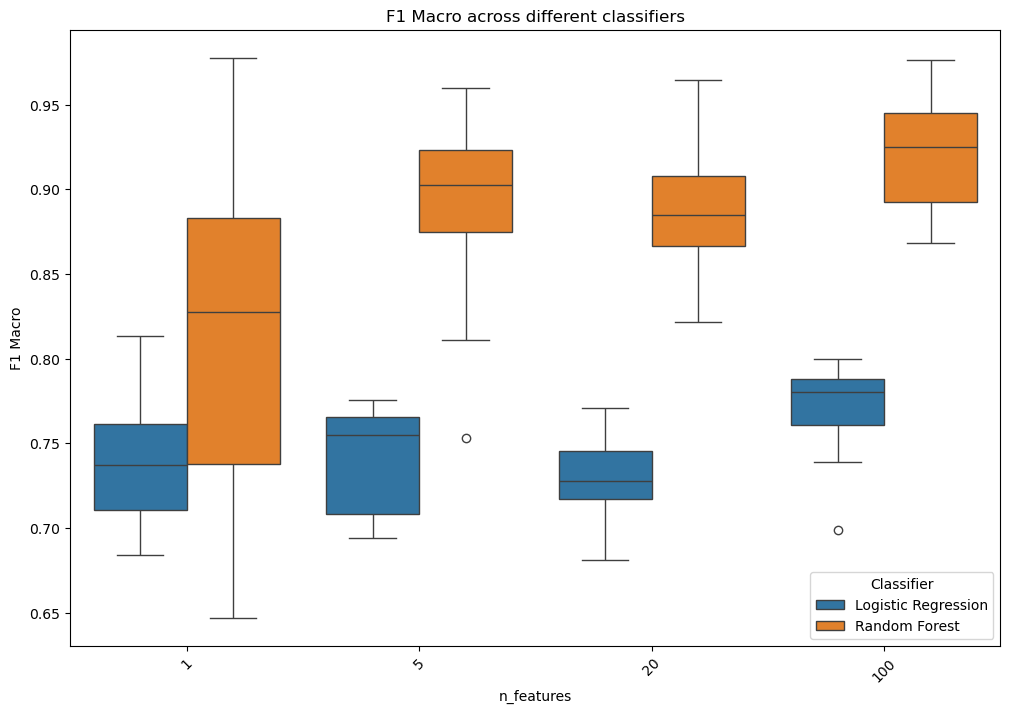 F1 Macro across different classifiers
F1 Macro
0.95
0.90
0.85
0.80
0.75
0.70
0.65
1
5
20
100
n_features
Classifier
Logistic Regression
Random Forest